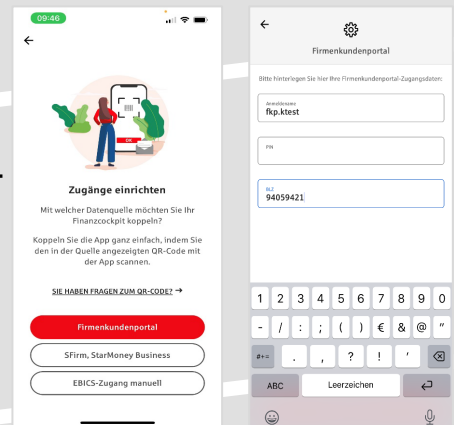 09:46
OK
Zugänge einrichten
Mit welcher Datenquelle möchten Sie Ihr
Finanzcockpit koppeln?
Koppeln Sie die App ganz einfach, indem Sie
den in der Quelle angezeigten QR-Code mit
der App scannen.
SIE HABEN FRAGEN ZUM QR-CODE? →
Firmenkundenportal
SFirm, StarMoney Business
EBICS-Zugang manuell
Firmenkundenportal
Bitte hinterlegen Sie hier Ihre Firmenkundenportal-Zugangsdaten:
Anmeldename
fkp.ktest
PIN
BLZ
94059421
1 2 3 4 5 6 7 8 9 0
- / : ; ( ) € & @ "
#+= . , ? ! '
ABC Leerzeichen